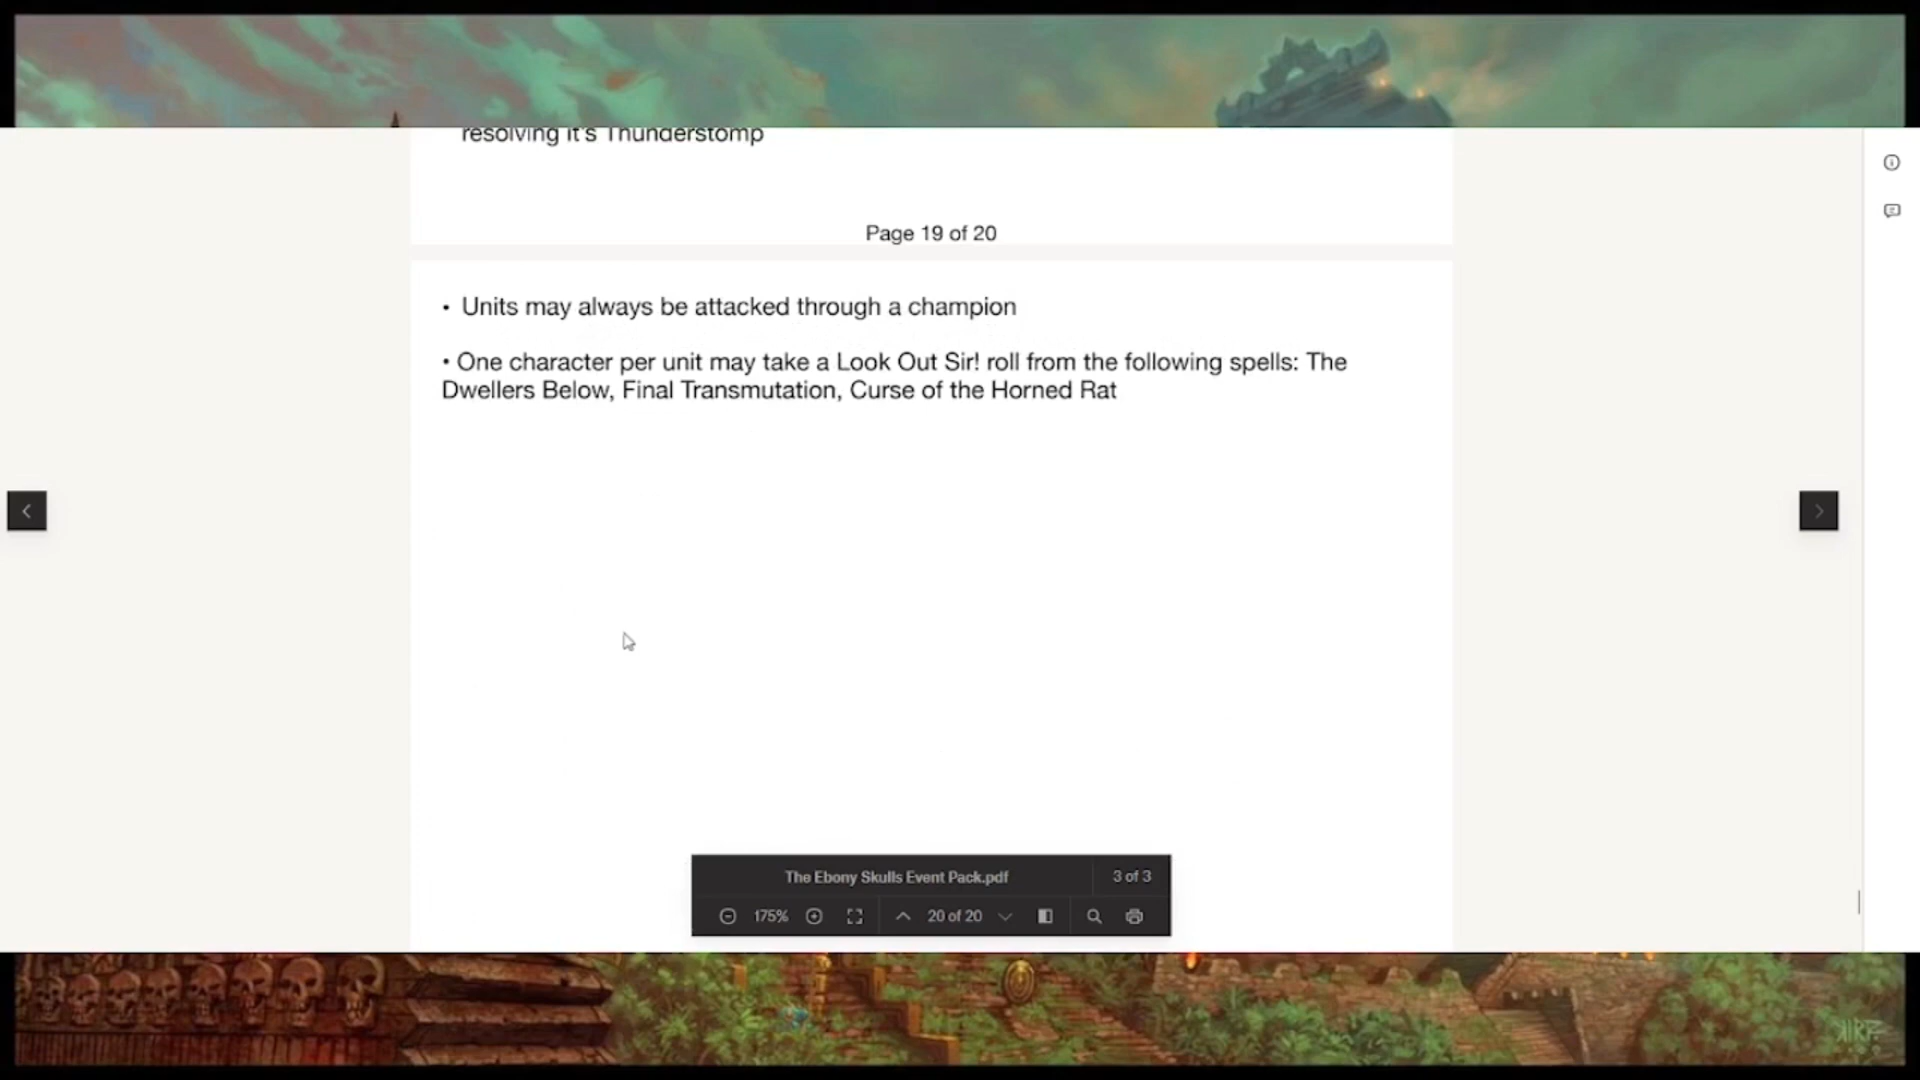 resolving it's Thunderstomp
Page 19 of 20
• Units may always be attacked through a champion
• One character per unit may take a Look Out Sir! roll from the following spells: The
Dwellers Below, Final Transmutation, Curse of the Horned Rat
The Ebony Skulls Event Pack.pdf
3 of 3
175%
20 of 20